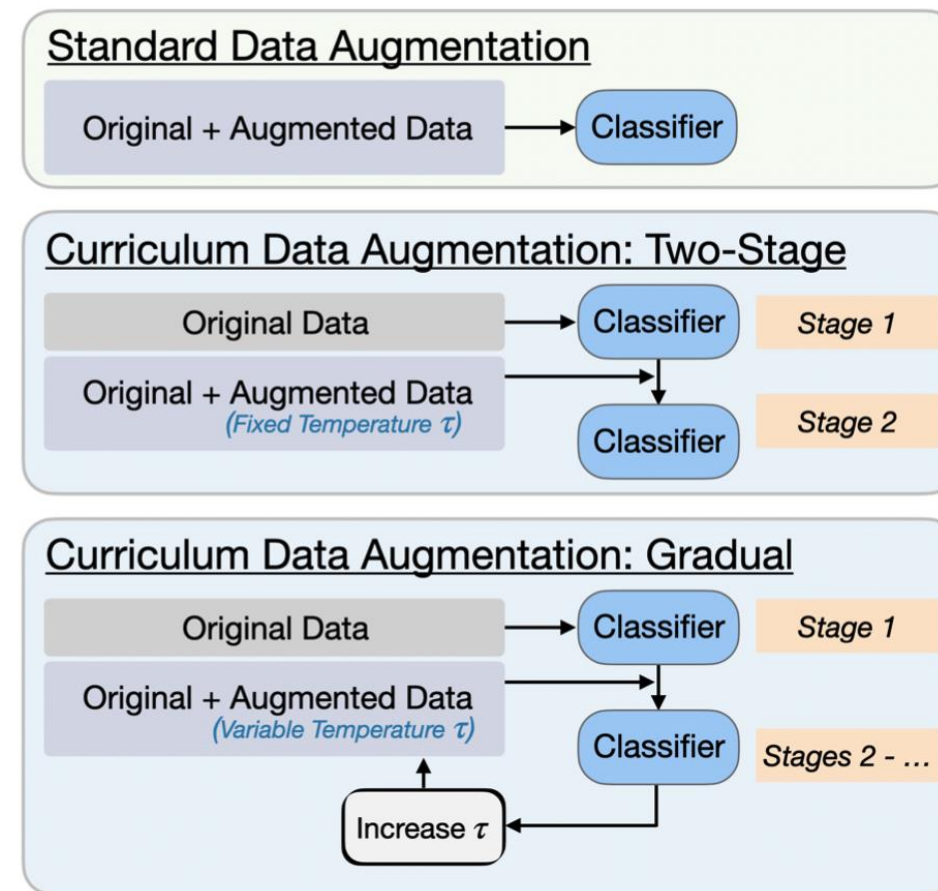 Standard Data Augmentation
Original + Augmented Data
Classifier
Curriculum Data Augmentation: Two-Stage
Original Data
Classifier
Stage 1
Original + Augmented Data
(Fixed Temperature τ)
Classifier
Stage 2
Curriculum Data Augmentation: Gradual
Original Data
Classifier
Stage 1
Original + Augmented Data
(Variable Temperature τ)
Classifier
Stages 2 - ...
Increase τ